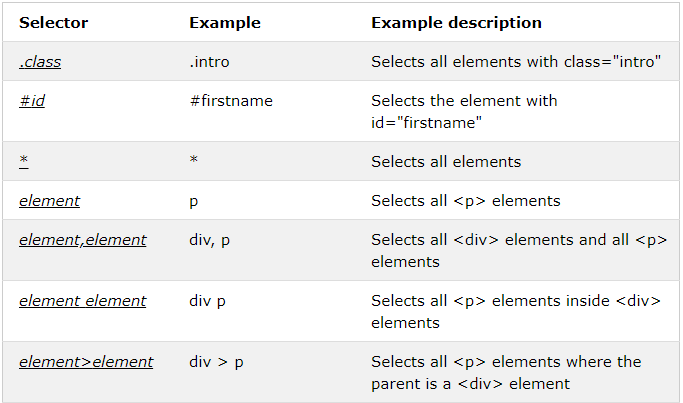 Selector Example Example description
.class .intro Selects all elements with class="intro"
#id #firstname Selects the element with
id="firstname"
* * Selects all elements
element p Selects all <p> elements
element,element div, p Selects all <div> elements and all <p>
elements
element element div p Selects all <p> elements inside <div>
elements
element>element div > p Selects all <p> elements where the
parent is a <div> element